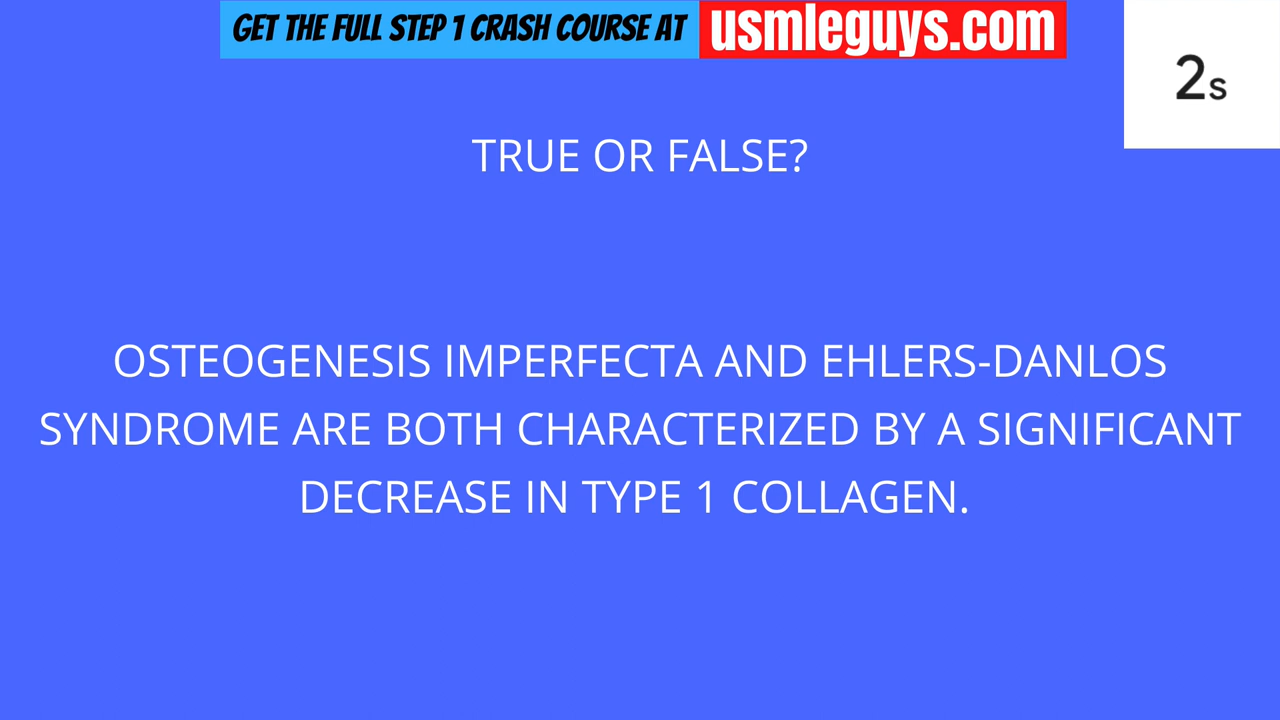 GET THE FULL STEP 1 CRASH COURSE AT usmleguys.com
2s
TRUE OR FALSE?
OSTEOGENESIS IMPERFECTA AND EHLERS-DANLOS
SYNDROME ARE BOTH CHARACTERIZED BY A SIGNIFICANT
DECREASE IN TYPE 1 COLLAGEN.